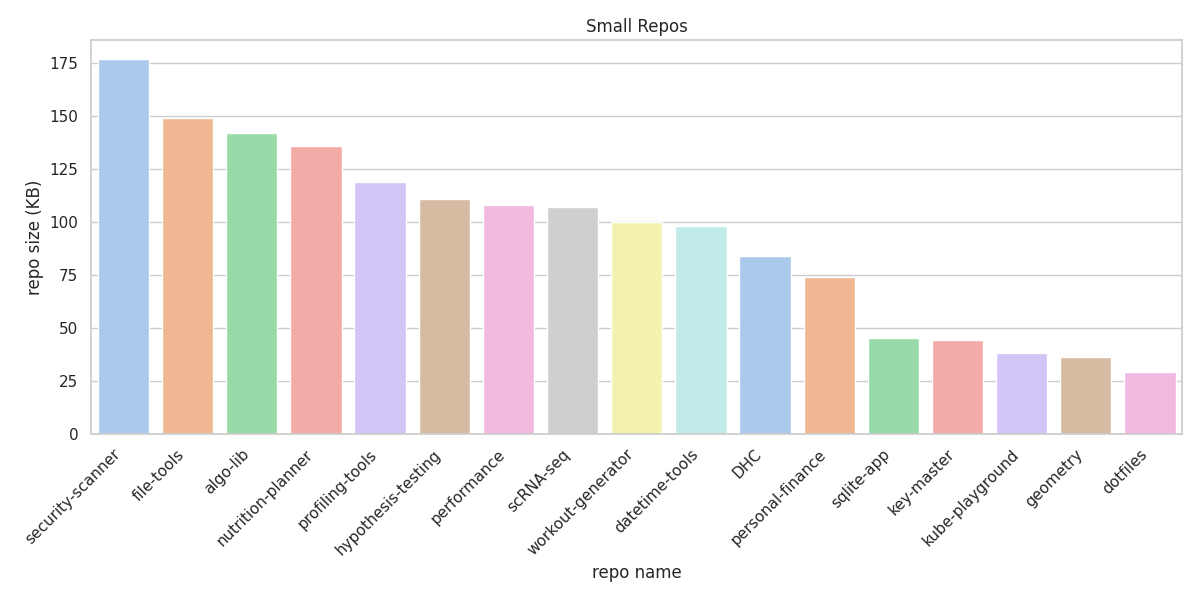 Small Repos
repo size (KB)
175
150
125
100
75
50
25
0
security-scanner
file-tools
algo-lib
nutrition-planner
profiling-tools
hypothesis-testing
performance
scRNA-seq
workout-generator
datetime-tools
DHC
personal-finance
sqlite-app
key-master
kube-playground
geometry
dotfiles
repo name